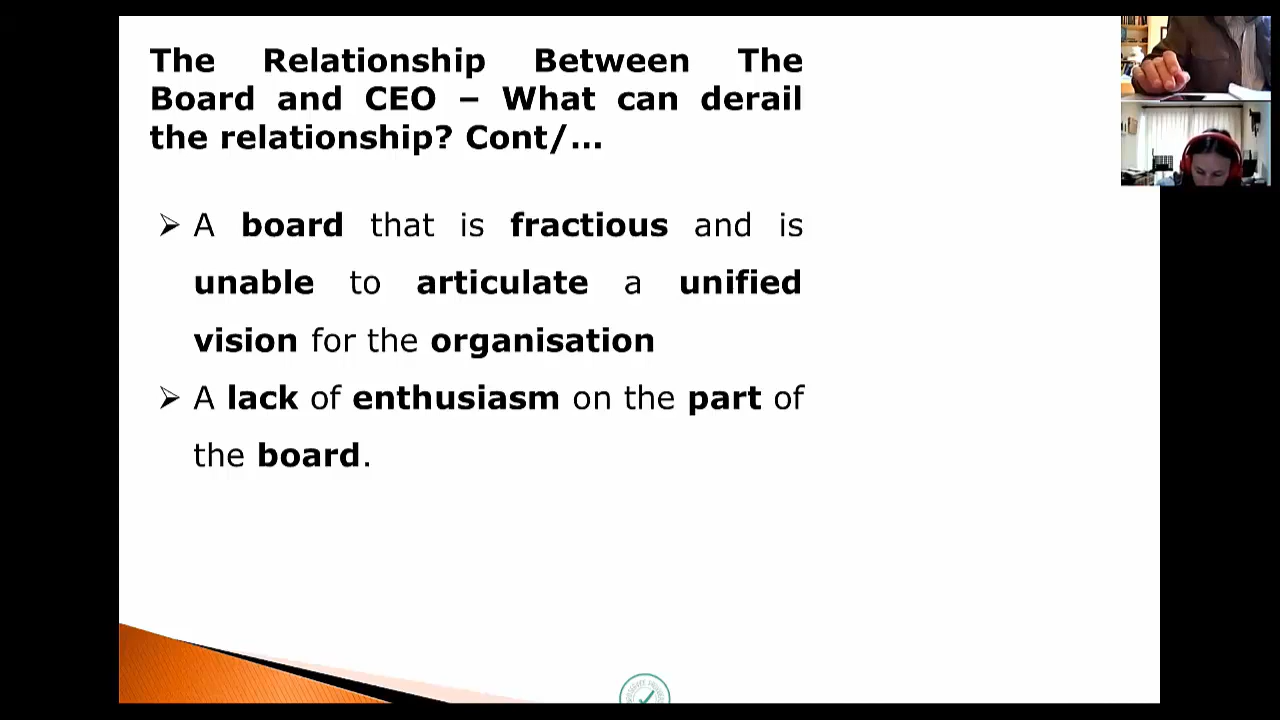 The Relationship Between The
Board and CEO – What can derail
the relationship? Cont/...
➢ A board that is fractious and is
unable to articulate a unified
vision for the organisation
➢ A lack of enthusiasm on the part of
the board.